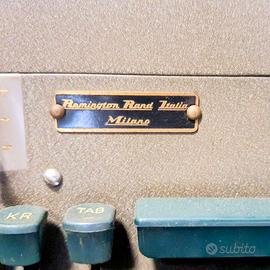 Remington Rand Italia
Milano
KR
TAB
subito